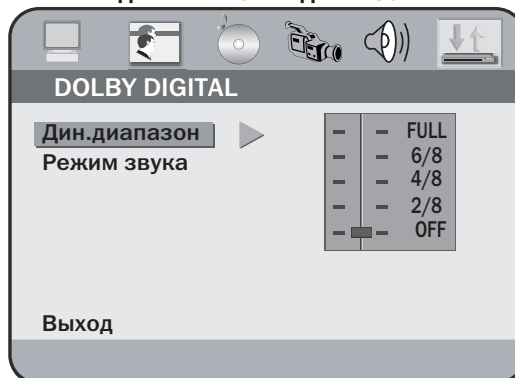 DOLBY DIGITAL
Дин.диапазон
Режим звука
FULL
6/8
4/8
2/8
OFF
Выход